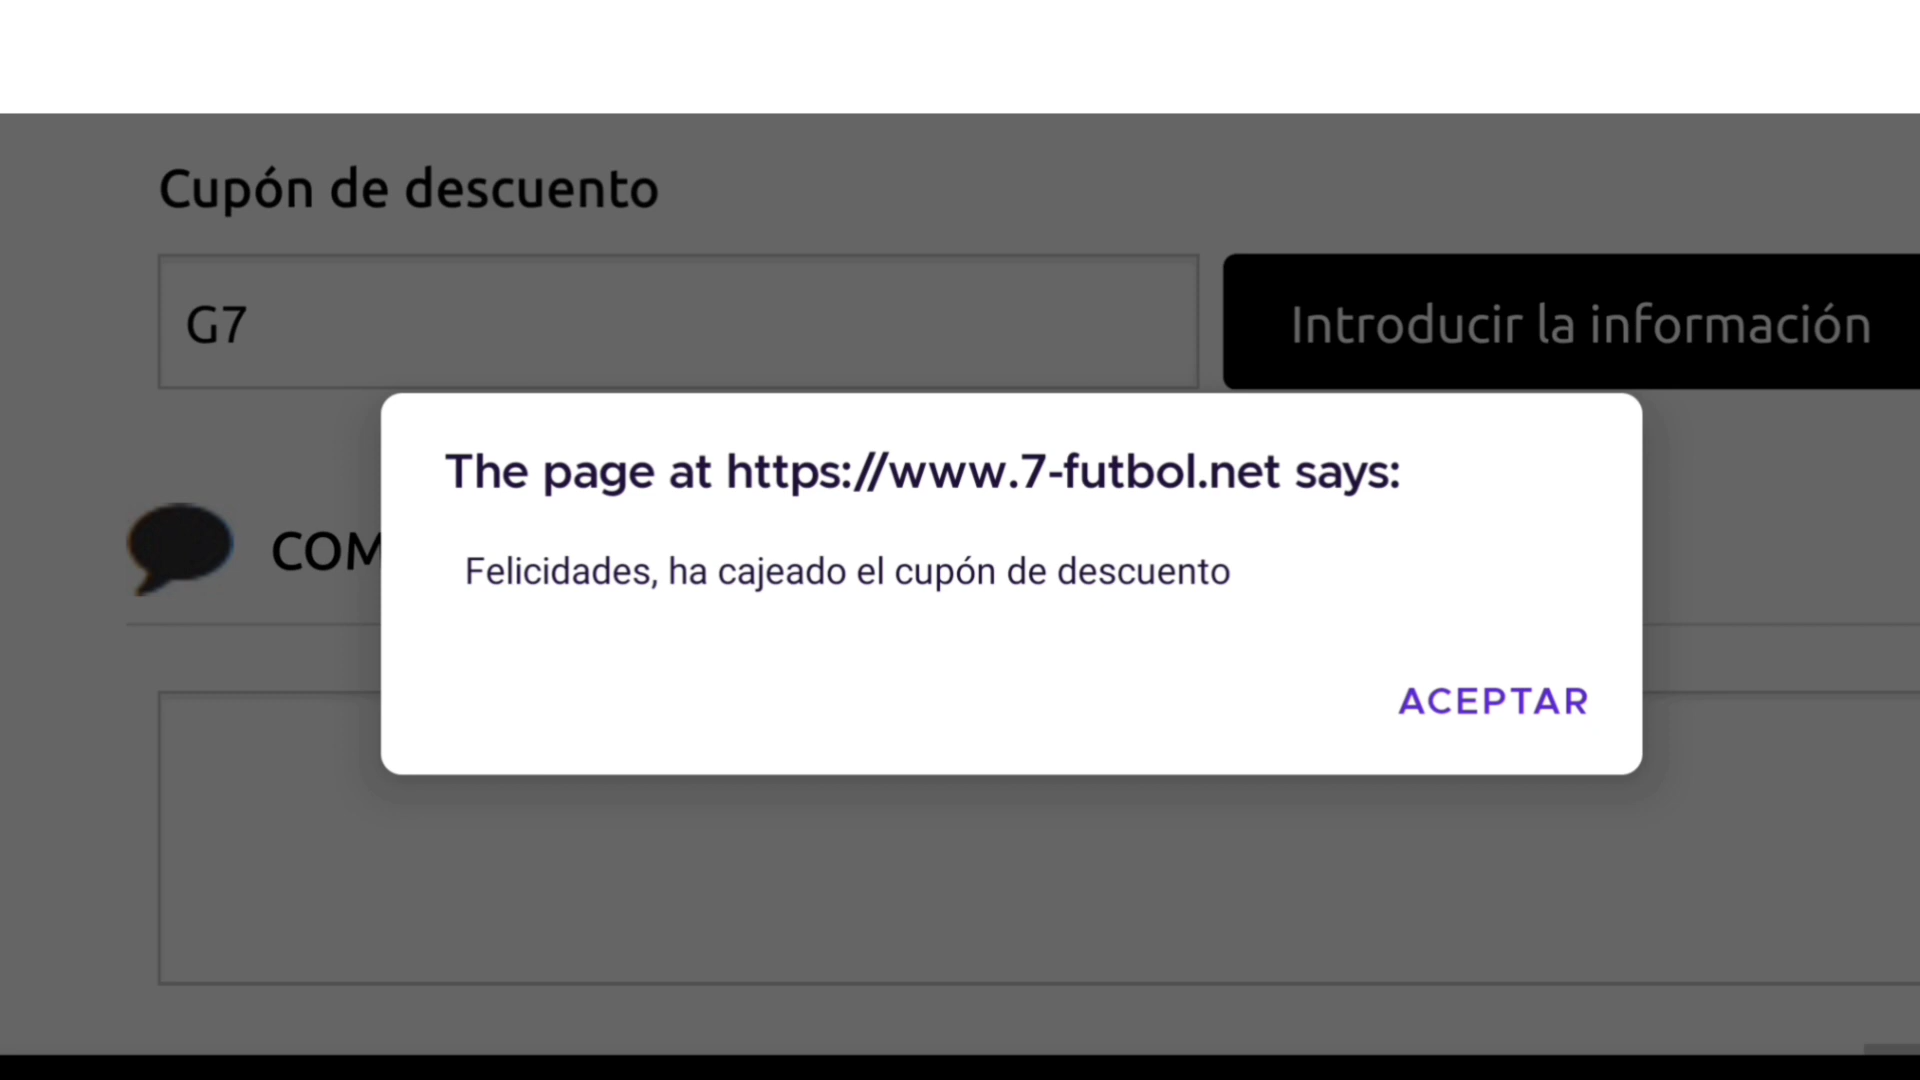 Cupón de descuento
G7
Introducir la información
The page at https://www.7-futbol.net says:
COM
Felicidades, ha cajeado el cupón de descuento
ACEPTAR